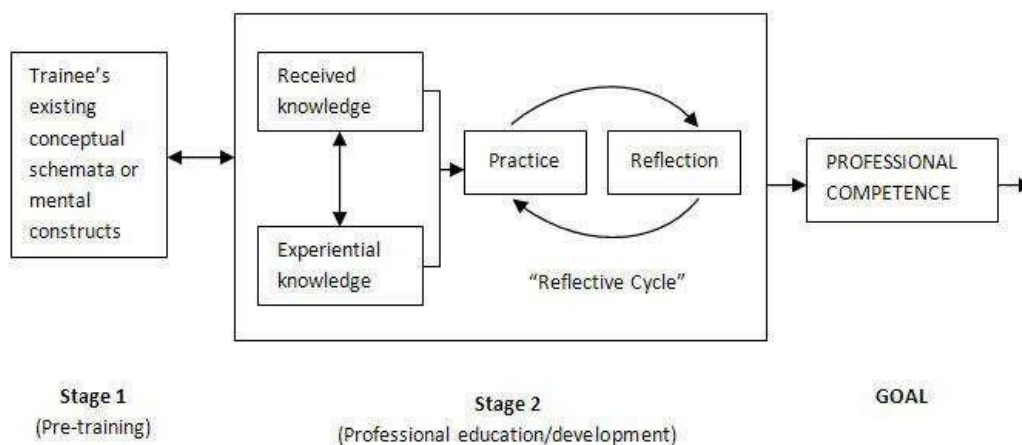 Trainee's
existing
conceptual
schemata or
mental
constructs
Received
knowledge
Experiential
knowledge
Practice
Reflection
“Reflective Cycle”
PROFESSIONAL
COMPETENCE
Stage 1
(Pre-training)
Stage 2
(Professional education/development)
GOAL